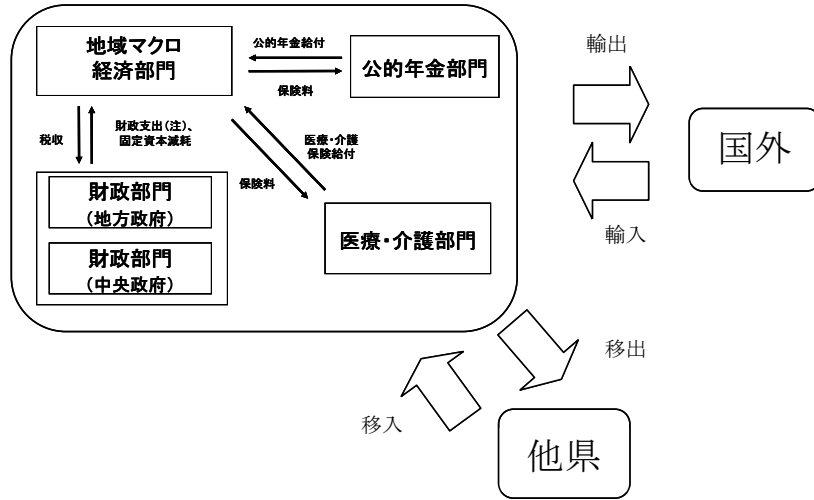 地域マクロ
経済部門
公的年金給付
保険料
公的年金部門
輸出
国外
輸入
税収
財政支出(注)、
固定資本減耗
医療・介護
保険給付
保険料
財政部門
(地方政府)
財政部門
(中央政府)
医療・介護部門
移出
移入
他県